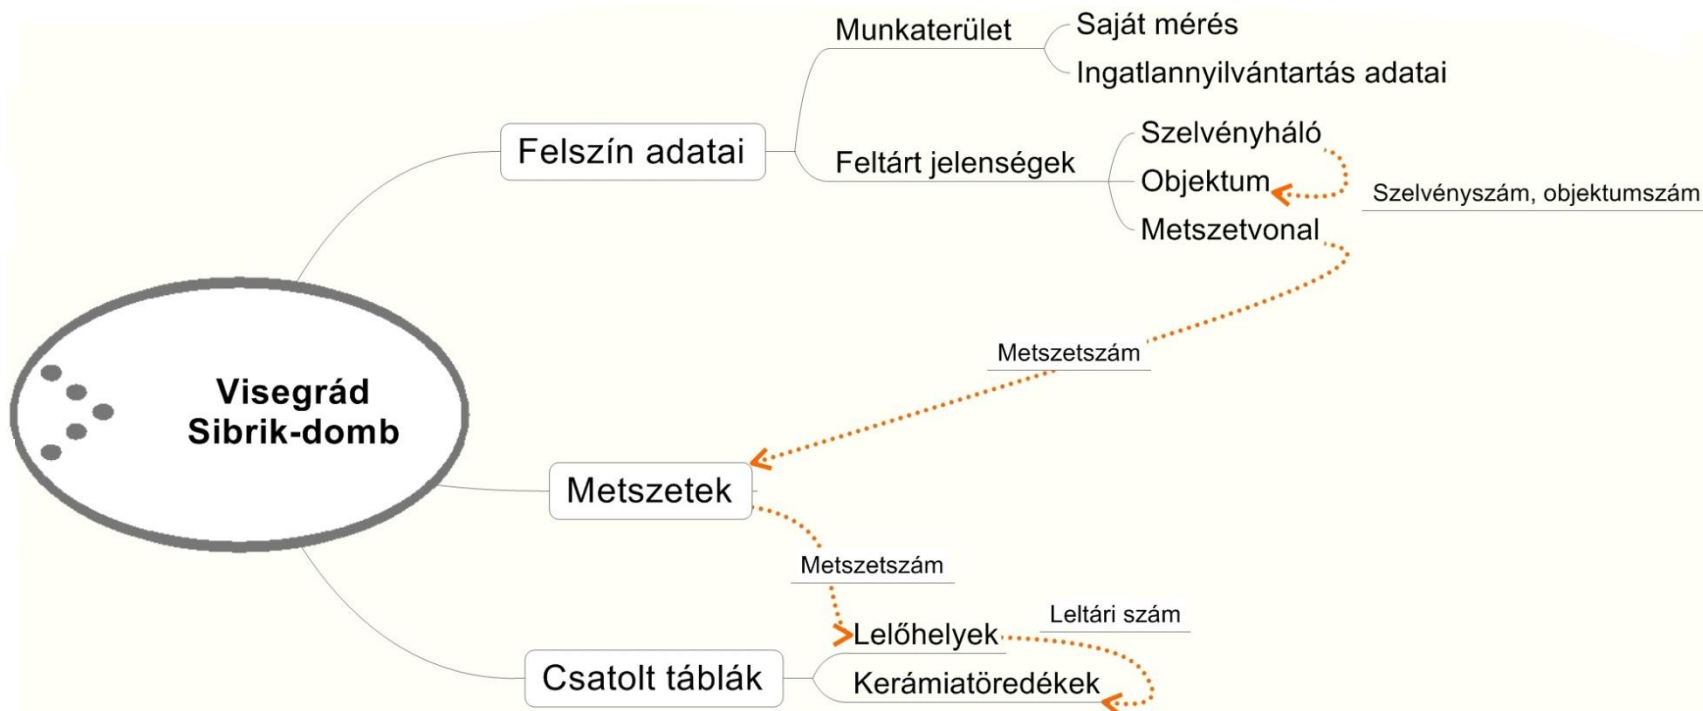 Munkaterület
Saját mérés
Ingatlannyilvántartás adatai
Felszín adatai
Feltárt jelenségek
Szelvényháló
Objektum
Szelvényszám, objektumszám
Metszetvonal
Metszetszám
Visegrád
Sibrik-domb
Metszetek
Metszetszám
Leltári szám
Lelőhelyek
Csatolt táblák
Kerámiatöredékek